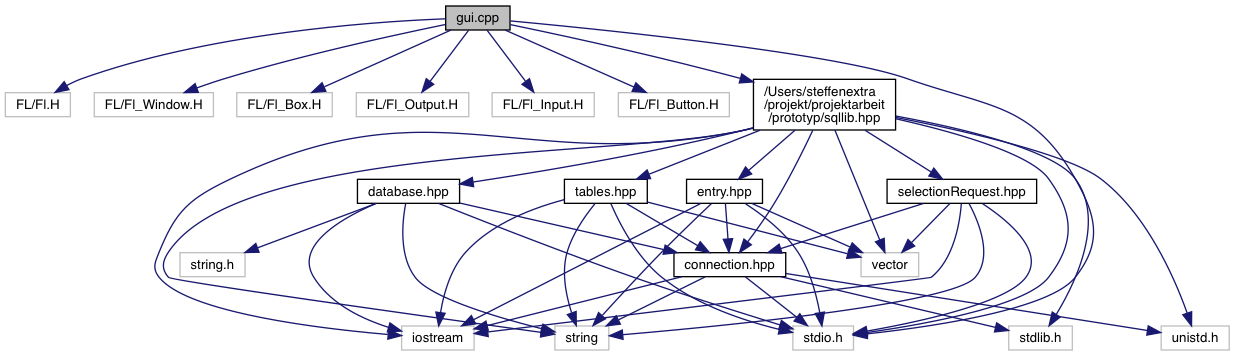 gui.cpp
FL/Fl.H
FL/Fl_Window.H
FL/Fl_Box.H
FL/Fl_Output.H
FL/Fl_Input.H
FL/Fl_Button.H
/Users/steffenextra
/projekt/projektarbeit
/prototyp/sqllib.hpp
database.hpp
tables.hpp
entry.hpp
selectionRequest.hpp
string.h
connection.hpp
vector
iostream
string
stdio.h
stdlib.h
unistd.h